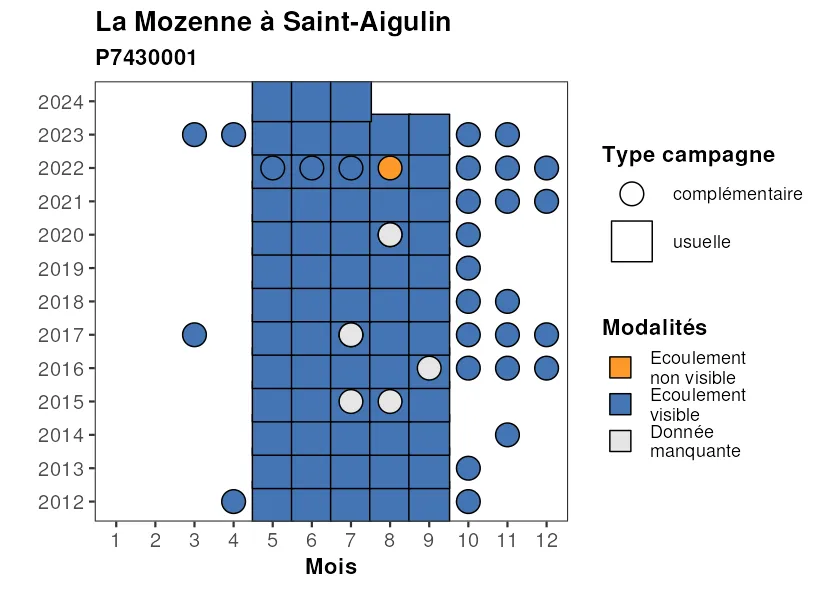 La Mozenne à Saint-Aigulin
P7430001
2024
2023
2022
2021
2020
2019
2018
2017
2016
2015
2014
2013
2012
1 2 3 4 5 6 7 8 9 10 11 12
Mois
Type campagne
complémentaire
usuelle
Modalités
Ecoulement
non visible
Ecoulement
visible
Donnée
manquante